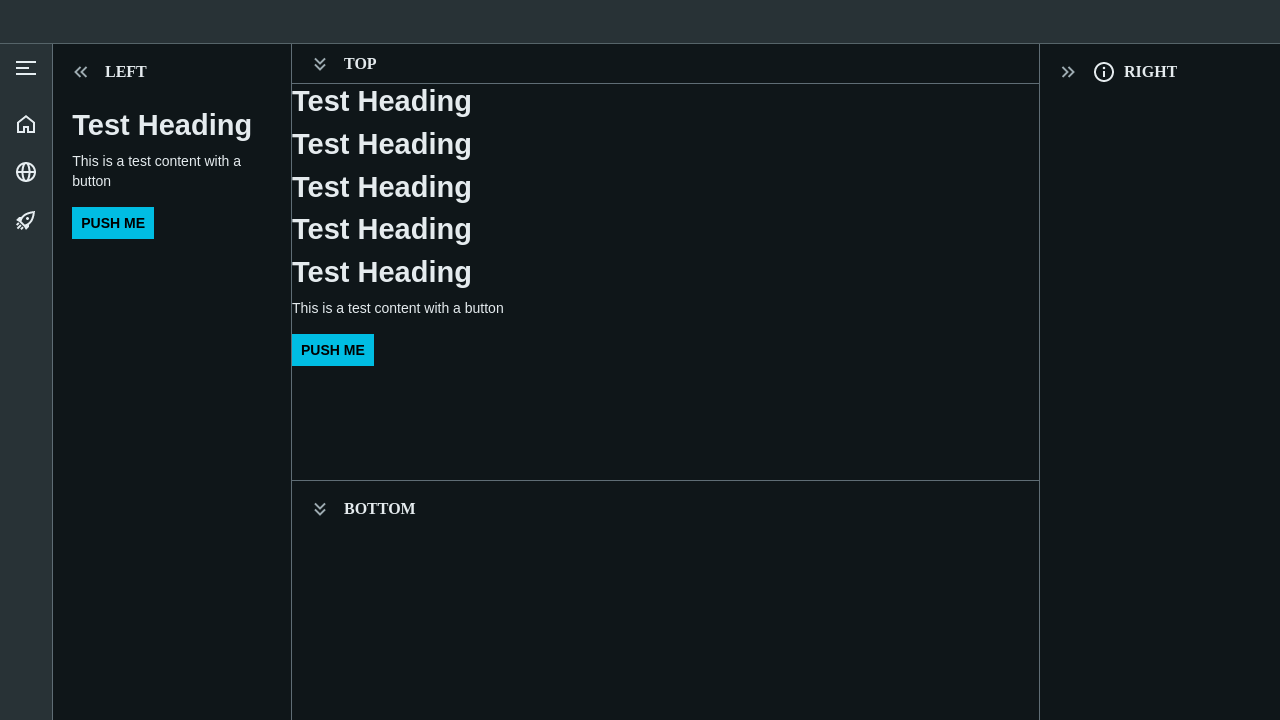 LEFT
Test Heading
This is a test content with a
button
PUSH ME
TOP
Test Heading
Test Heading
Test Heading
Test Heading
Test Heading
This is a test content with a button
PUSH ME
BOTTOM
RIGHT